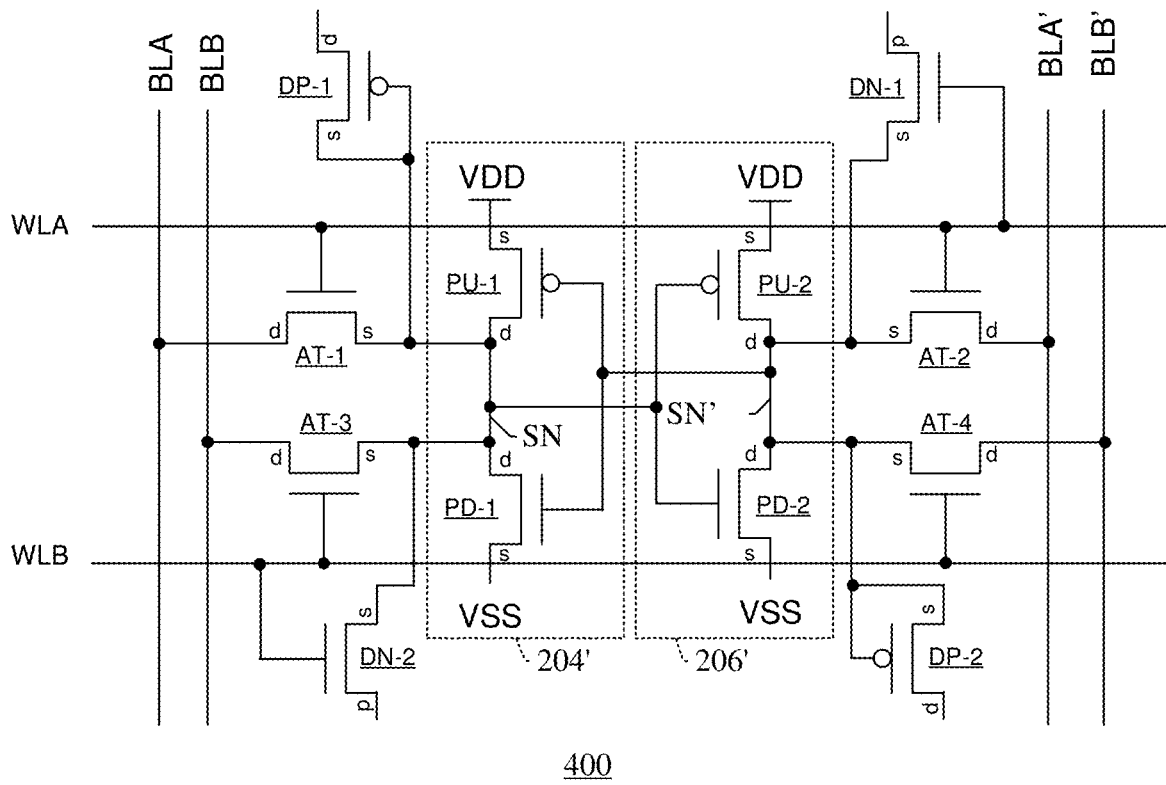 BLA
BLB
d
DP-1
s
d
DN-1
s
BLA'
BLB'
VDD
VDD
WLA
s
PU-1
d
s
PU-2
d
d
s
AT-1
s
d
AT-2
SN
SN'
AT-3
d
s
AT-4
s
d
d
PD-1
s
d
PD-2
s
WLB
VSS
VSS
s
DN-2
d
204'
206'
s
DP-2
d
400